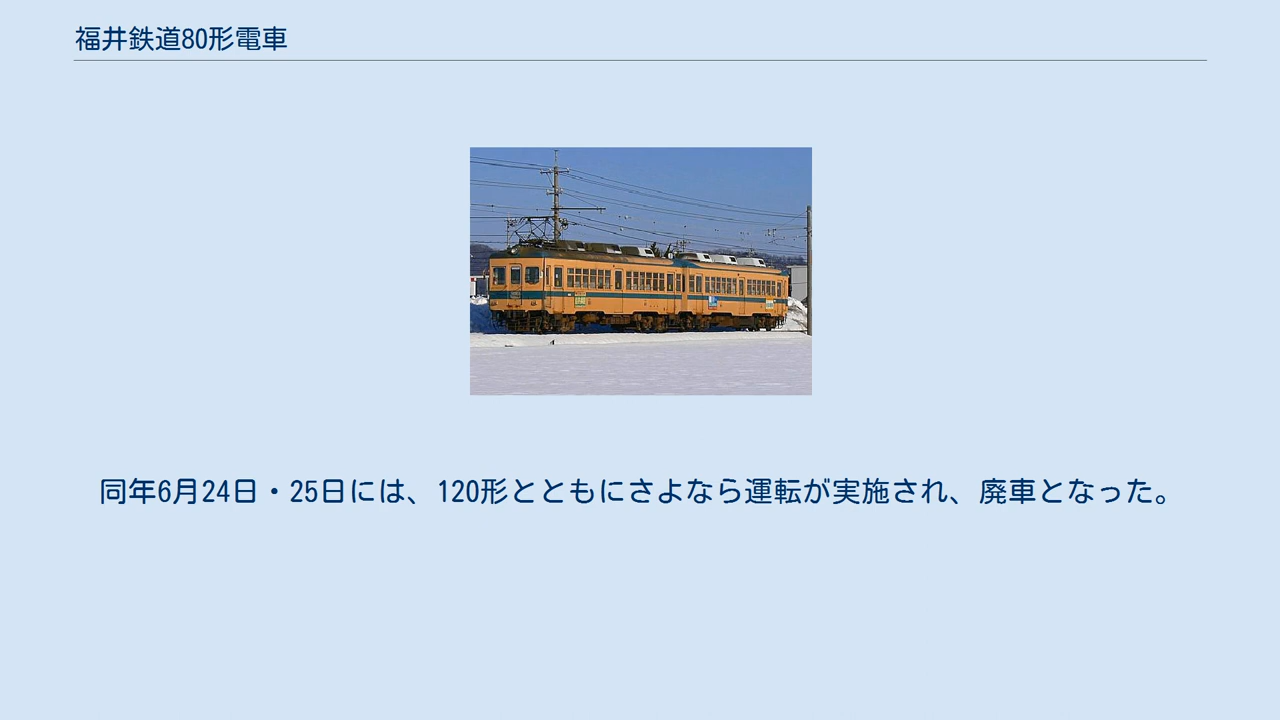 福井鉄道80形電車
同年6月24日・25日には、120形とともにさよなら運転が実施され、廃車となった。